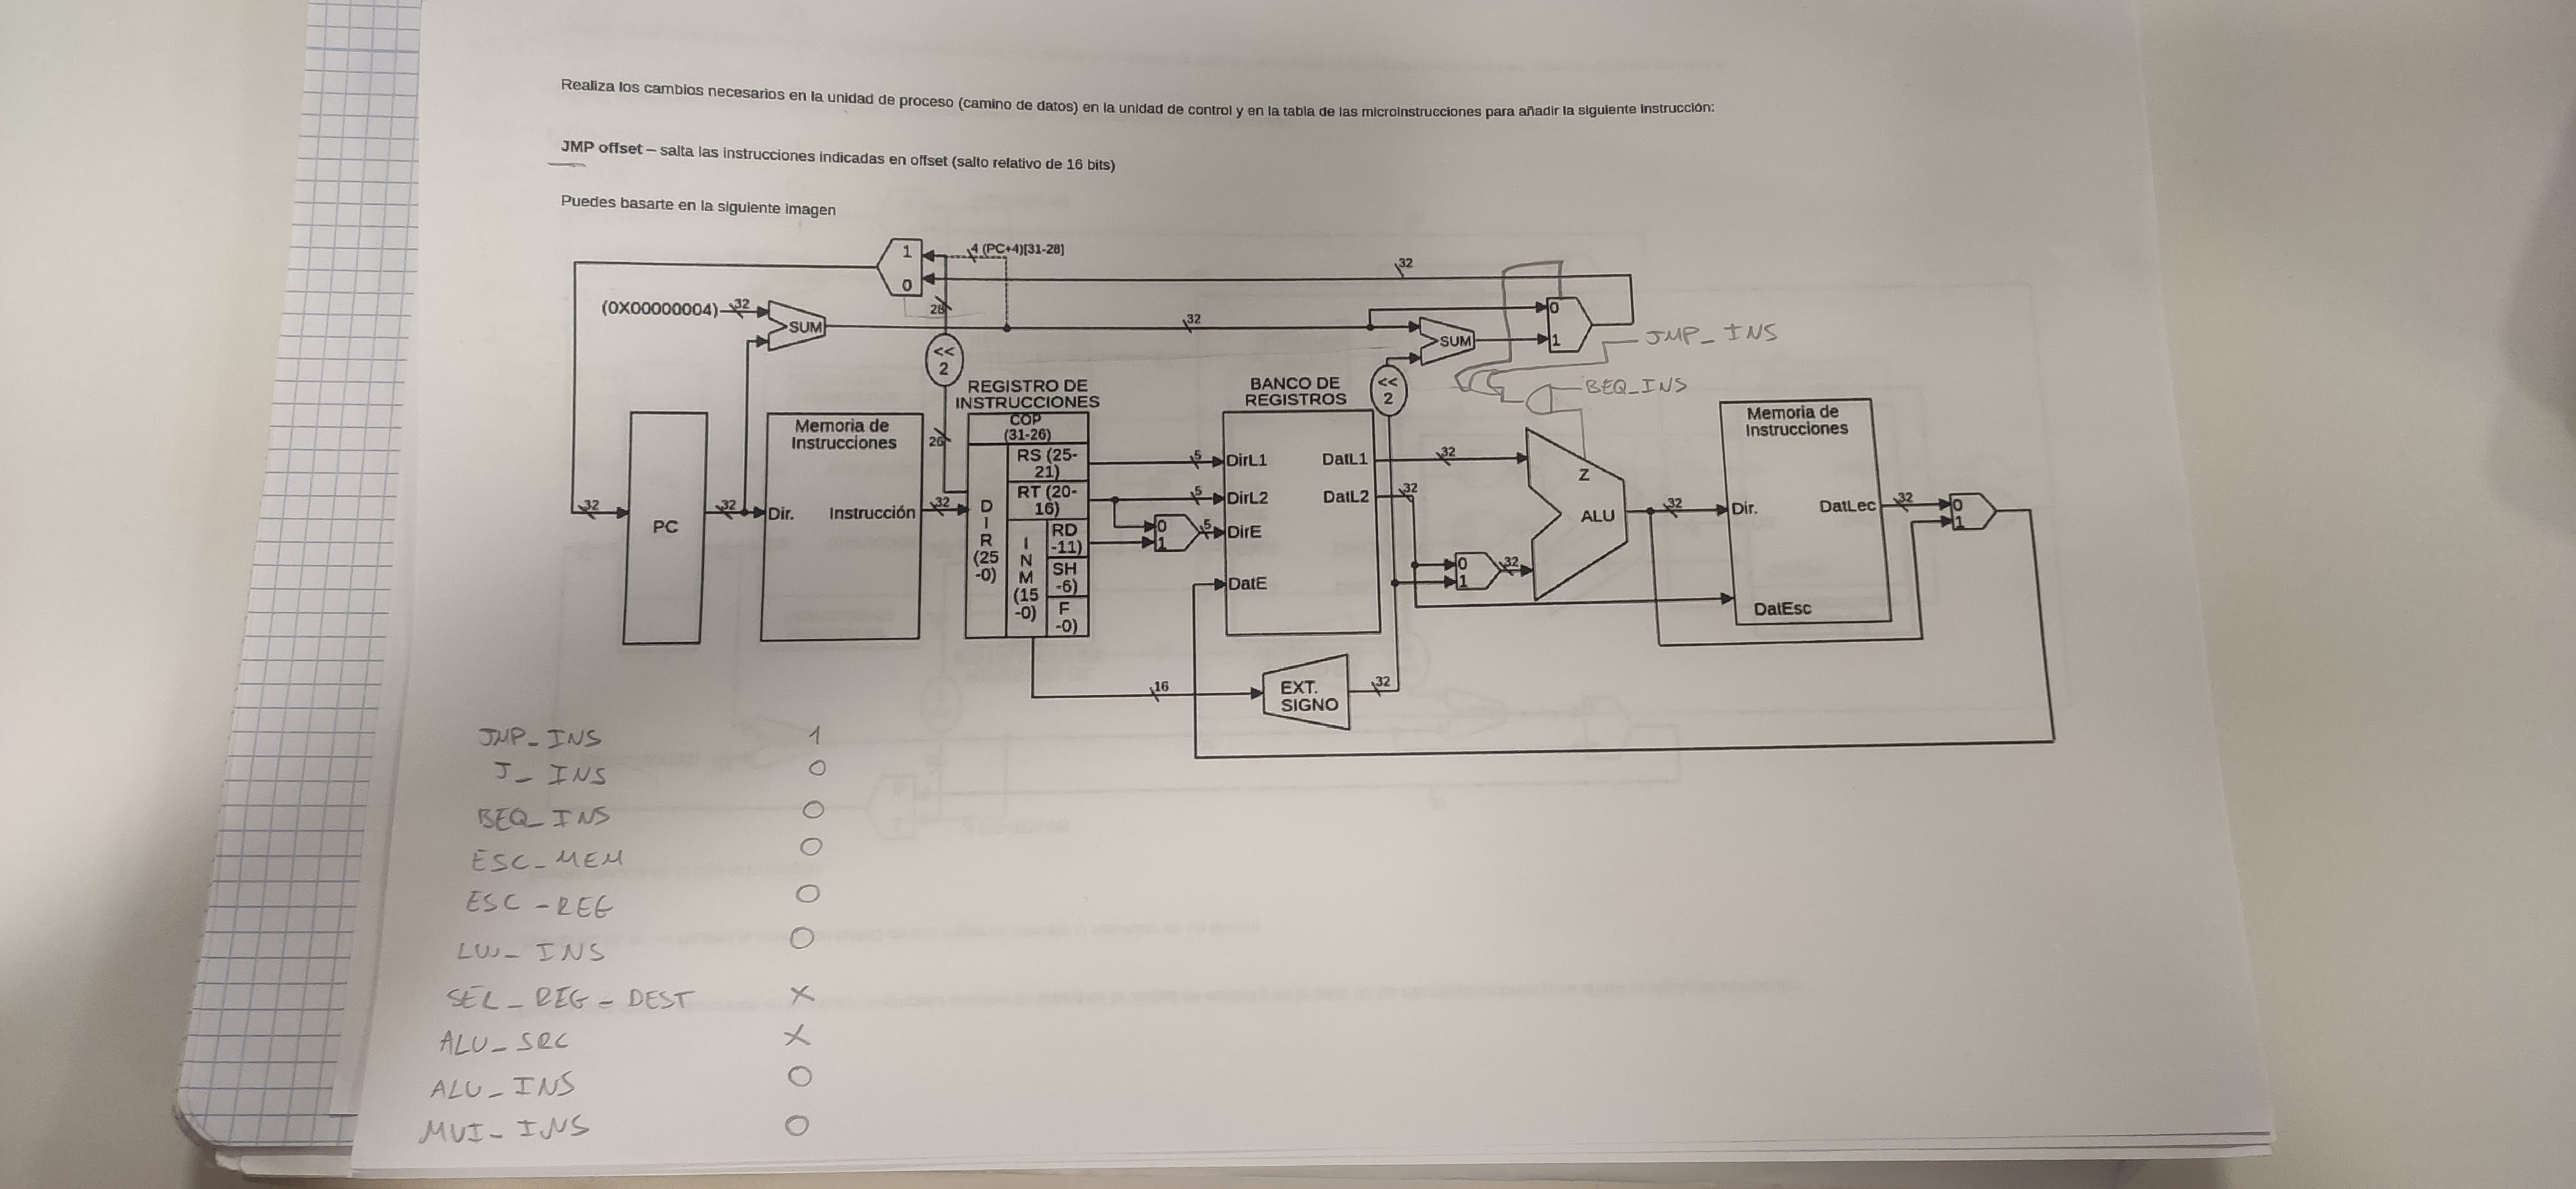 Realiza los cambios necesarios en la unidad de proceso (camino de datos) en la unidad de control y en la tabla de las microinstrucciones para añadir la siguiente instrucción:
JMP offset – salta las instrucciones indicadas en offset (salto relativo de 16 bits)
Puedes basarte en la siguiente imagen
1
4 (PC+4)[31-28]
32
0
(0X00000004)
32
28
SUM
32
0
SUM
1
JMP_INS
<<
2
<<
2
BEQ_INS
REGISTRO DE
INSTRUCCIONES
BANCO DE
REGISTROS
Memoria de
Instrucciones
26
COP
(31-26)
Memoria de
Instrucciones
RS (25-
21)
5
DirL1
DatL1
32
Z
RT (20-
16)
5
DirL2
DatL2
32
32
PC
32
Dir.
Instrucción
32
D
I
R
(25
-0)
I
N
M
(15
-0)
RD
-11)
SH
-6)
F
-0)
0
1
5
DirE
ALU
32
Dir.
DatLec
32
0
1
0
1
32
DatE
DatEsc
16
EXT.
SIGNO
32
JMP_INS 1
J_INS 0
BEQ_INS 0
ESC_MEM 0
ESC-REG 0
LW_INS 0
SEL_REG_DEST X
ALU_SRC X
ALU_INS 0
MVI_INS 0